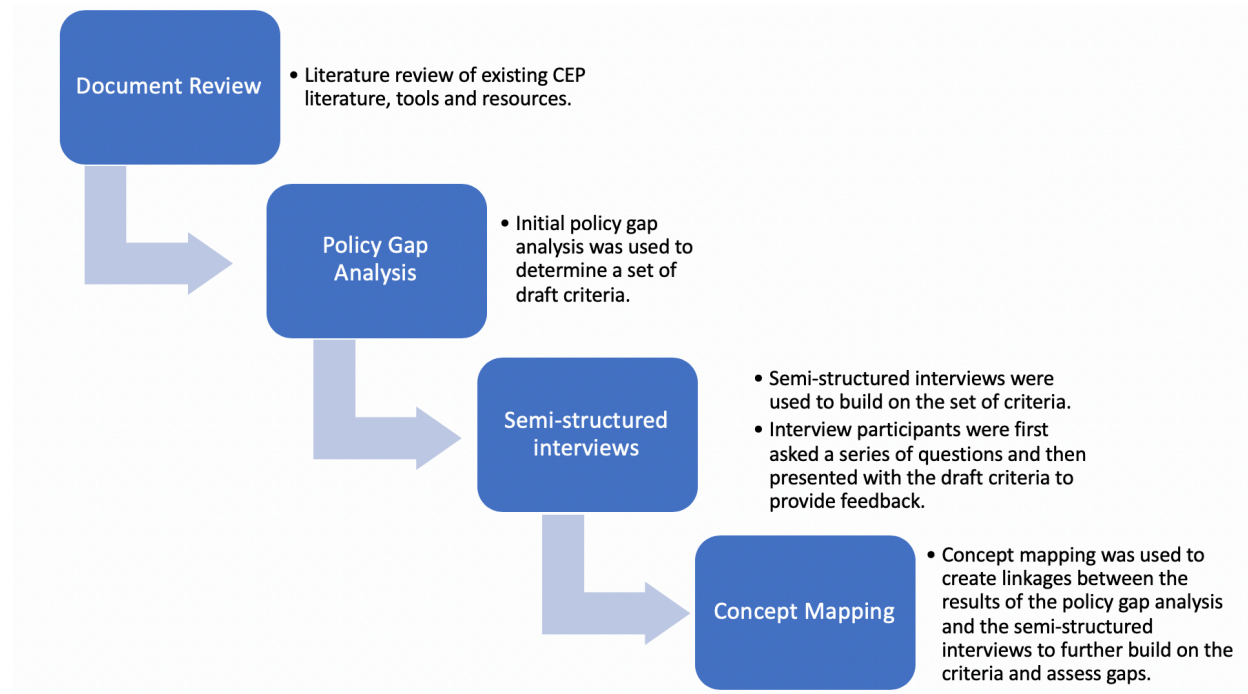 Document Review
• Literature review of existing CEP
literature, tools and resources.
Policy Gap
Analysis
• Initial policy gap
analysis was used to
determine a set of
draft criteria.
Semi-structured
interviews
• Semi-structured interviews were
used to build on the set of criteria.
• Interview participants were first
asked a series of questions and then
presented with the draft criteria to
provide feedback.
Concept Mapping
• Concept mapping was used to
create linkages between the
results of the policy gap analysis
and the semi-structured
interviews to further build on the
criteria and assess gaps.